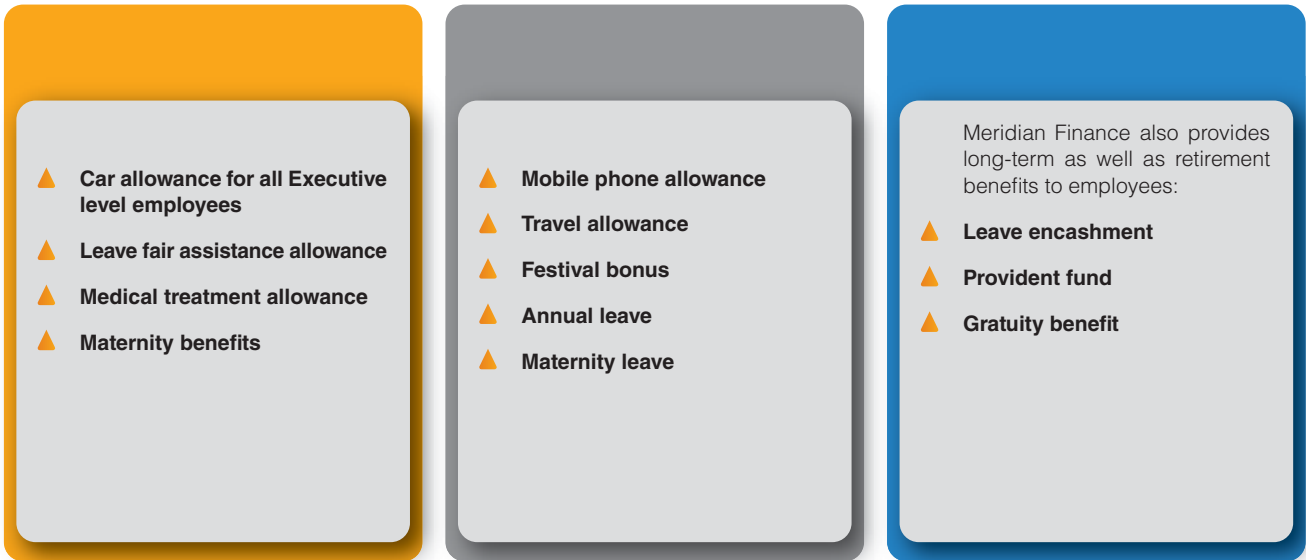 Car allowance for all Executive
level employees
Leave fair assistance allowance
Medical treatment allowance
Maternity benefits
Mobile phone allowance
Travel allowance
Festival bonus
Annual leave
Maternity leave
Meridian Finance also provides
long-term as well as retirement
benefits to employees:
Leave encashment
Provident fund
Gratuity benefit